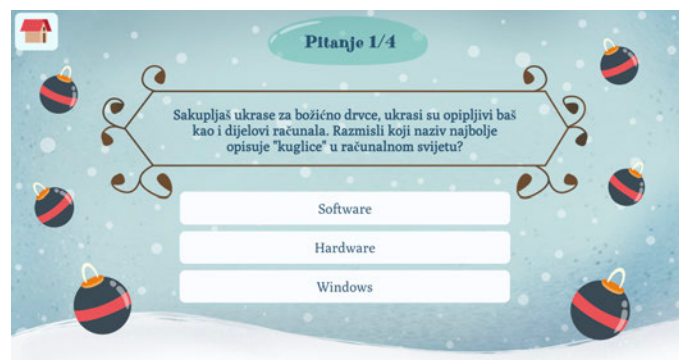 Pitanje 1/4
Sakupljaš ukrase za božićno drvce, ukrasi su opipljivi baš
kao i dijelovi računala. Razmisli koji naziv najbolje
opisuje "kuglice" u računalnom svijetu?
Software
Hardware
Windows